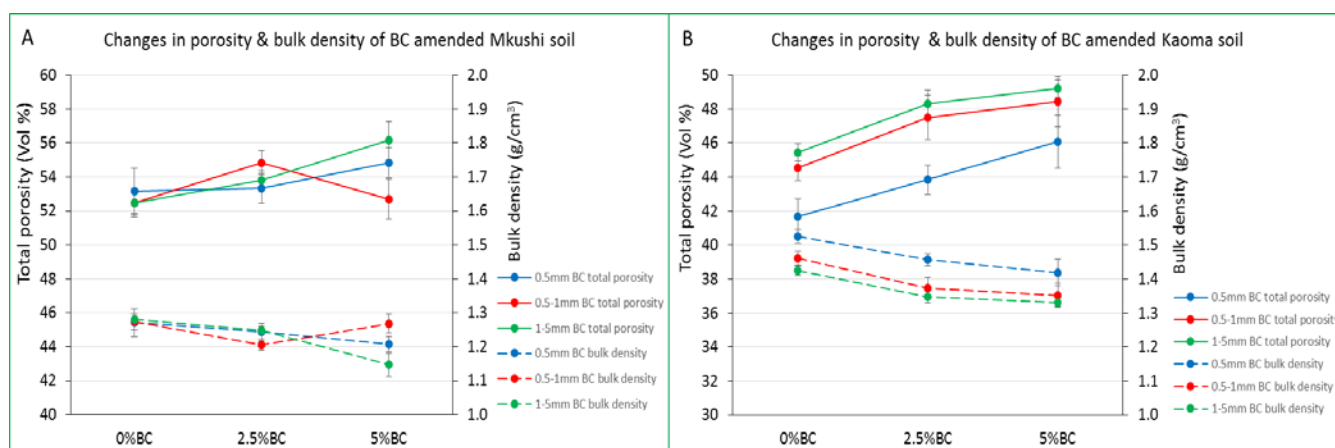 A
Changes in porosity & bulk density of BC amended Mkushi soil
Total porosity (Vol %)
60
58
56
54
52
50
48
46
44
42
40
0%BC
2.5%BC
5%BC
2.0
1.9
1.8
1.7
1.6
1.5
1.4
1.3
1.2
1.1
1.0
Bulk density (g/cm³)
0.5mm BC total porosity
0.5-1mm BC total porosity
1-5mm BC total porosity
0.5mm BC bulk density
0.5-1mm BC bulk density
1-5mm BC bulk density
B
Changes in porosity & bulk density of BC amended Kaoma soil
Total porosity (Vol %)
50
48
46
44
42
40
38
36
34
32
30
0%BC
2.5%BC
5%BC
2.0
1.9
1.8
1.7
1.6
1.5
1.4
1.3
1.2
1.1
1.0
Bulk density (g/cm³)
0.5mm BC total porosity
0.5-1mm BC total porosity
1-5mm BC total porosity
0.5mm BC bulk density
0.5-1mm BC bulk density
1-5mm BC bulk density